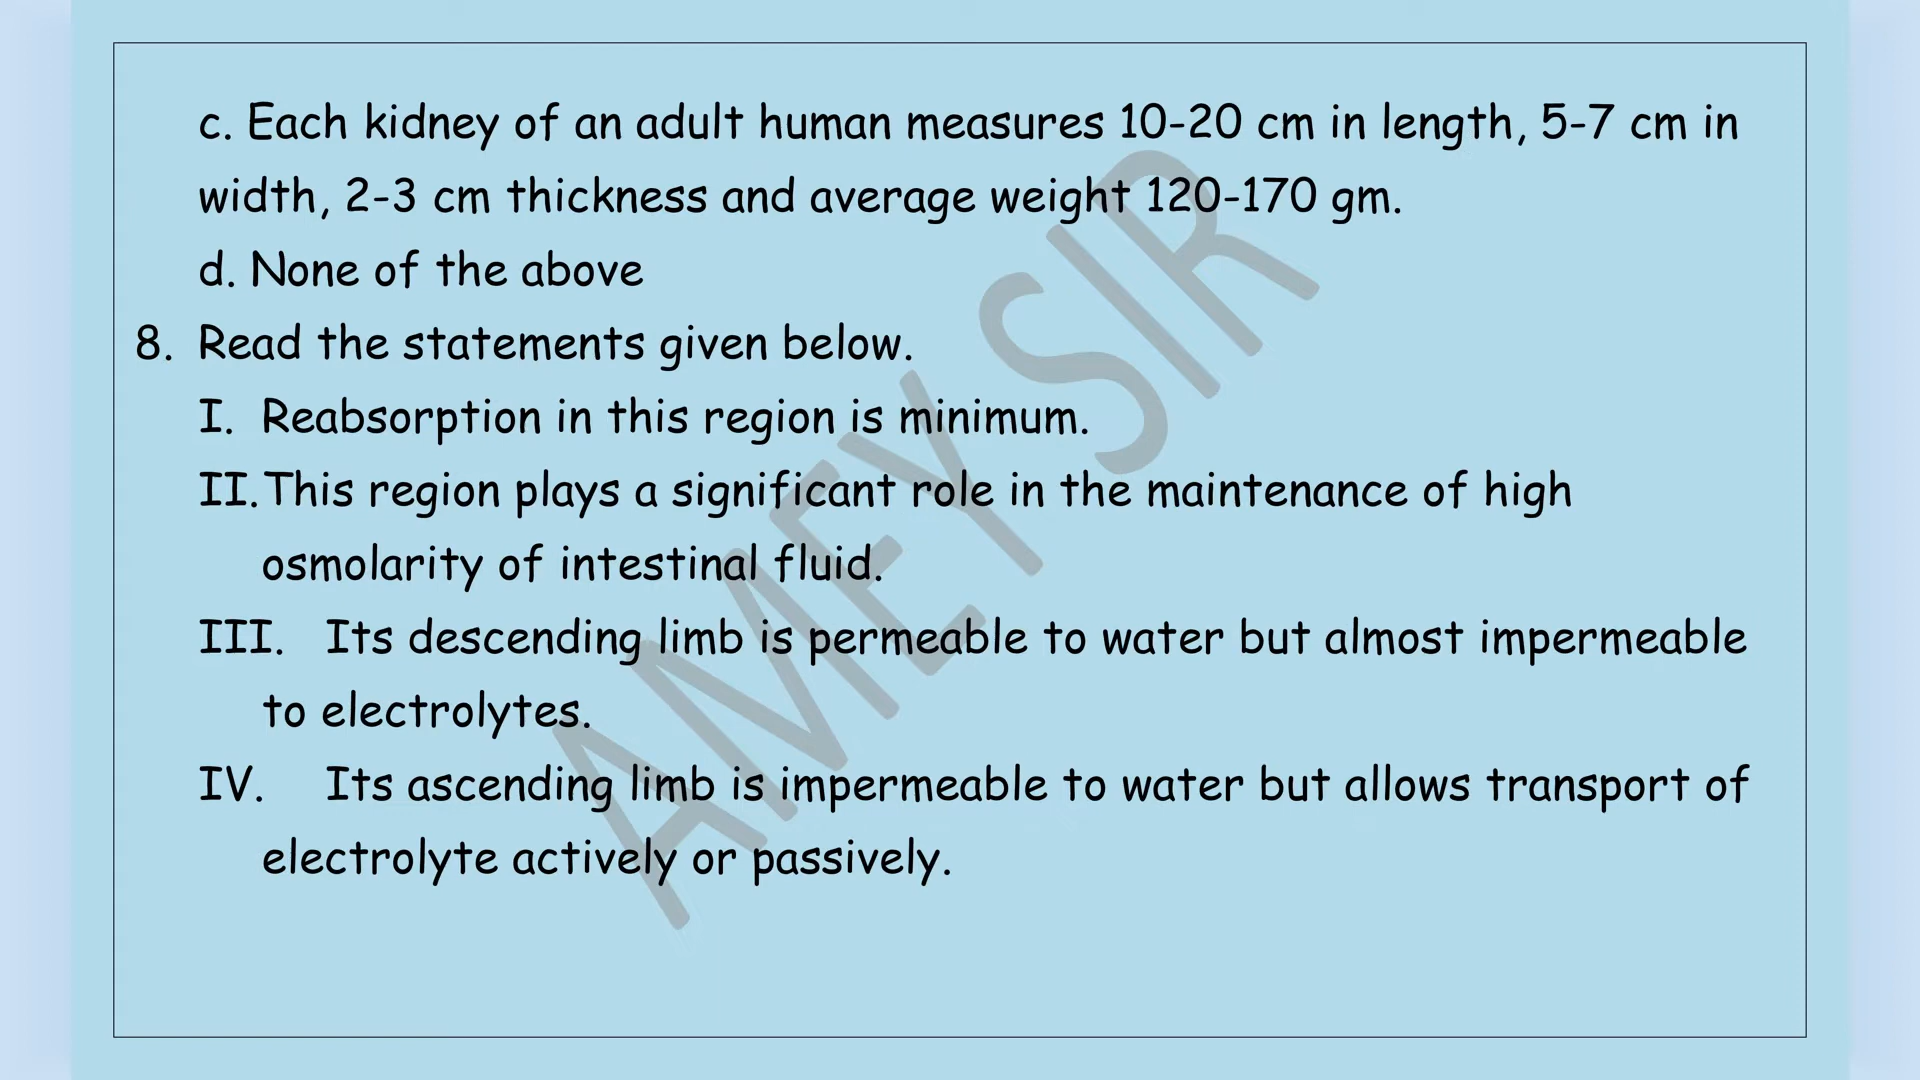 c. Each kidney of an adult human measures 10-20 cm in length, 5-7 cm in
width, 2-3 cm thickness and average weight 120-170 gm.
d. None of the above
8. Read the statements given below.
I. Reabsorption in this region is minimum.
II. This region plays a significant role in the maintenance of high
osmolarity of intestinal fluid.
III. Its descending limb is permeable to water but almost impermeable
to electrolytes.
IV. Its ascending limb is impermeable to water but allows transport of
electrolyte actively or passively.
AMEY SIR